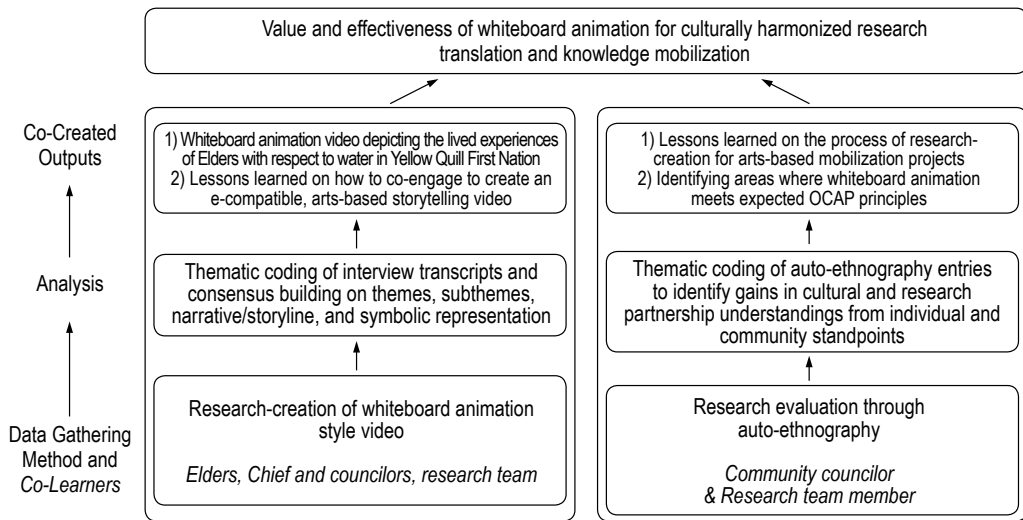 Value and effectiveness of whiteboard animation for culturally harmonized research
translation and knowledge mobilization
Co-Created
Outputs
1) Whiteboard animation video depicting the lived experiences
of Elders with respect to water in Yellow Quill First Nation
2) Lessons learned on how to co-engage to create an
e-compatible, arts-based storytelling video
1) Lessons learned on the process of research-
creation for arts-based mobilization projects
2) Identifying areas where whiteboard animation
meets expected OCAP principles
Analysis
Thematic coding of interview transcripts and
consensus building on themes, subthemes,
narrative/storyline, and symbolic representation
Thematic coding of auto-ethnography entries
to identify gains in cultural and research
partnership understandings from individual and
community standpoints
Data Gathering
Method and
Co-Learners
Research-creation of whiteboard animation
style video
Elders, Chief and councilors, research team
Research evaluation through
auto-ethnography
Community councilor
& Research team member